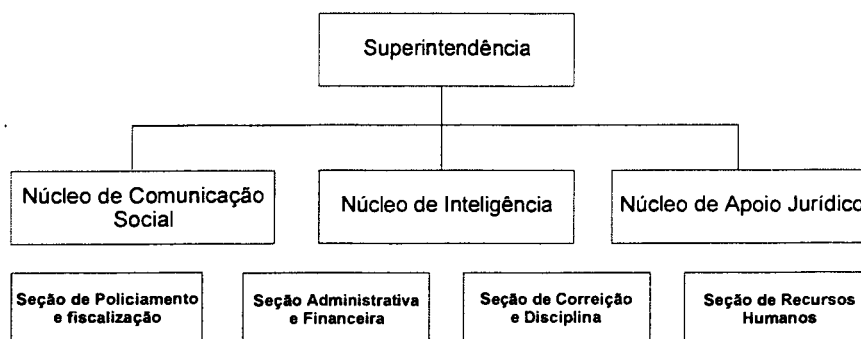 Superintendência
Núcleo de Comunicação
Social
Núcleo de Inteligência
Núcleo de Apoio Jurídico
Seção de Policiamento
e fiscalização
Seção Administrativa
e Financeira
Seção de Correição
e Disciplina
Seção de Recursos
Humanos